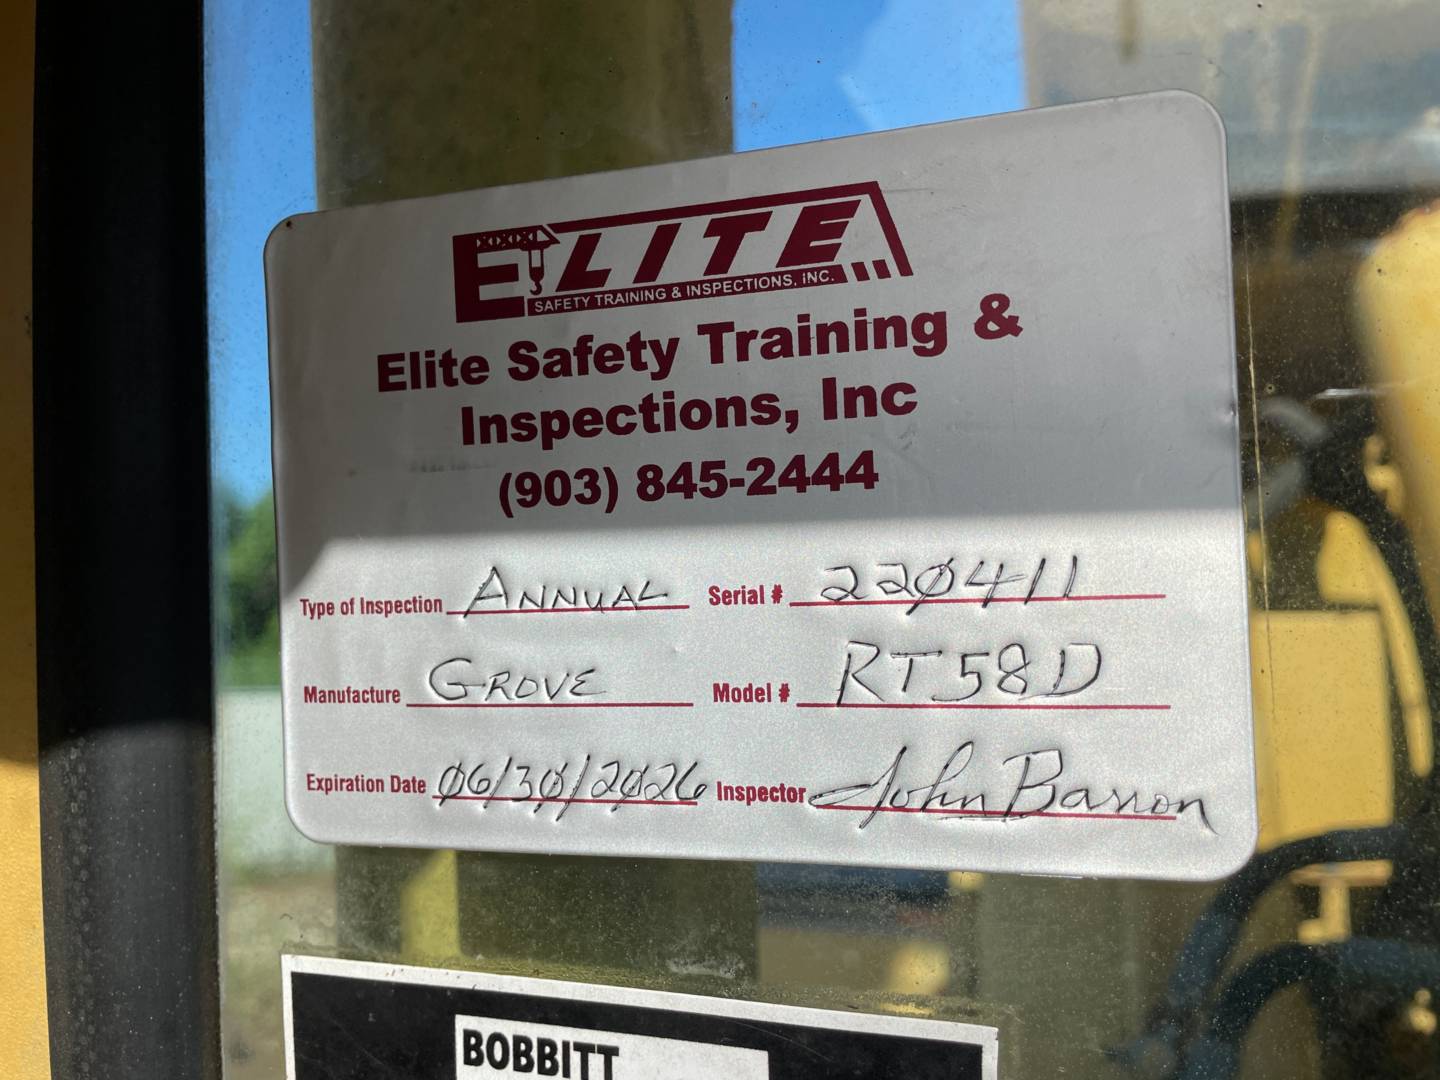 ELITE
SAFETY TRAINING & INSPECTIONS, INC.
Elite Safety Training &
Inspections, Inc
(903) 845-2444
Type of Inspection ANNUAL Serial # 220411
Manufacture GROVE Model # RT58D
Expiration Date 06/30/2026 Inspector John Barron
BOBBITT